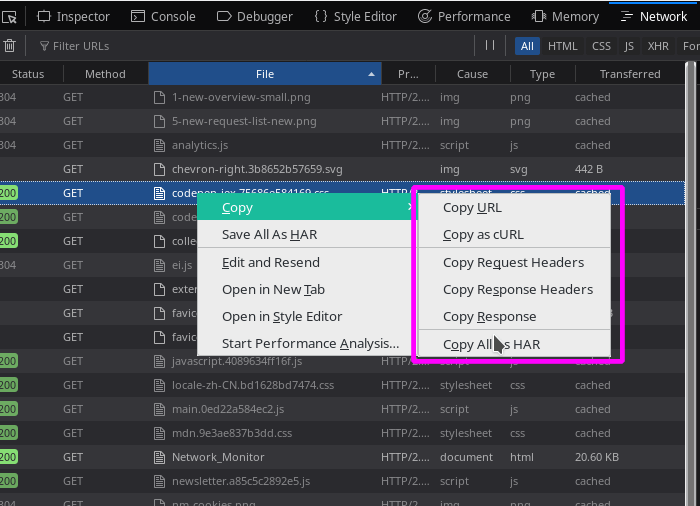 Inspector Console Debugger Style Editor Performance Memory Network
Filter URLs All HTML CSS JS XHR For
Status Method File Pr... Cause Type Transferred
304 GET 1-new-overview-small.png HTTP/2.... img png cached
304 GET 5-new-request-list-new.png HTTP/2.... img png cached
304 GET analytics.js HTTP/2.... script js cached
GET chevron-right.3b8652b57659.svg img svg 442 B
200 GET codepen-iex.75686e584169.css HTTP/2.... stylesheet css cached
Copy
Save All As HAR
Edit and Resend
Open in New Tab
Open in Style Editor
Start Performance Analysis...
Copy URL
Copy as cURL
Copy Request Headers
Copy Response Headers
Copy Response
Copy All As HAR
200 GET code
200 GET colle
304 GET ei.js
GET exter
GET favic
GET favic
200 GET javascript.4089634ff16f.js HTTP/2.... script js cached
200 GET locale-zh-CN.bd1628bd7474.css HTTP/2.... stylesheet css cached
200 GET main.0ed22a584ec2.js HTTP/2.... script js cached
200 GET mdn.9e3ae837b3dd.css HTTP/2.... stylesheet css cached
200 GET Network_Monitor HTTP/2.... document html 20.60 KB
200 GET newsletter.a85c5c2892e5.js HTTP/2.... script js cached
304 GET nm-cookies.png HTTP/2.... img png cached